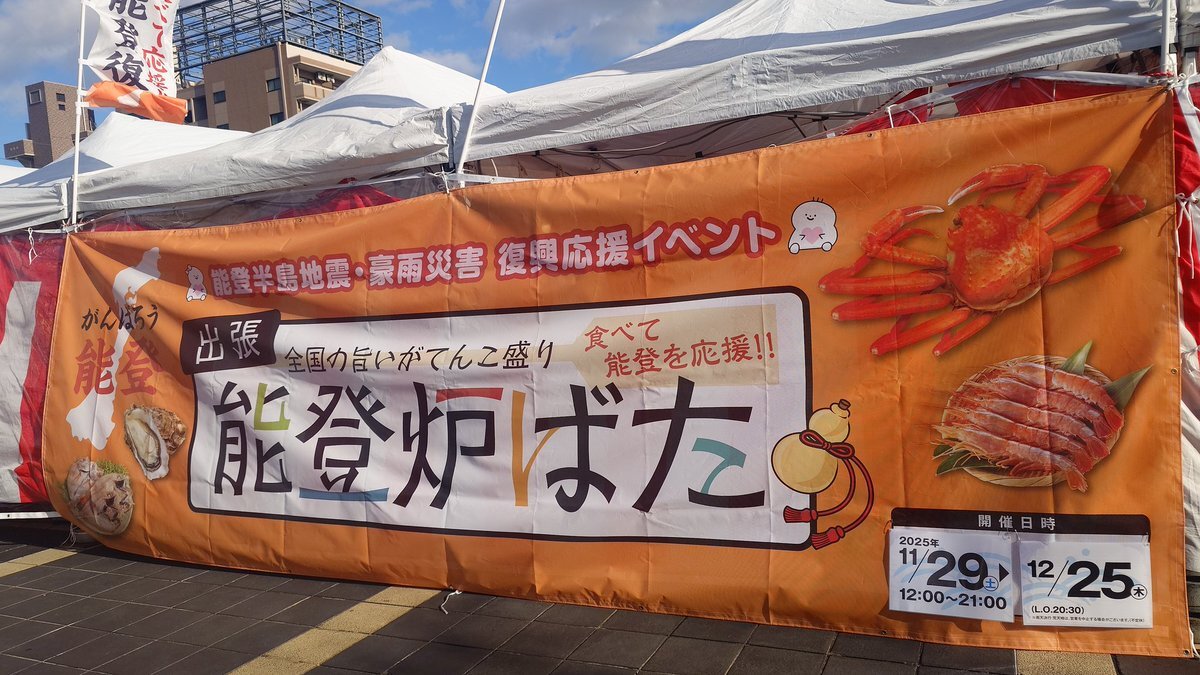 て応援
能登復
能登半島地震・豪雨災害 復興応援イベント
がんばろう
能登
出張
全国の旨いがてんこ盛り
食べて
能登を応援!!
能登炉ばた
開催日時
2025年
11/29土
12:00〜21:00
12/25木
(L.O.20:30)